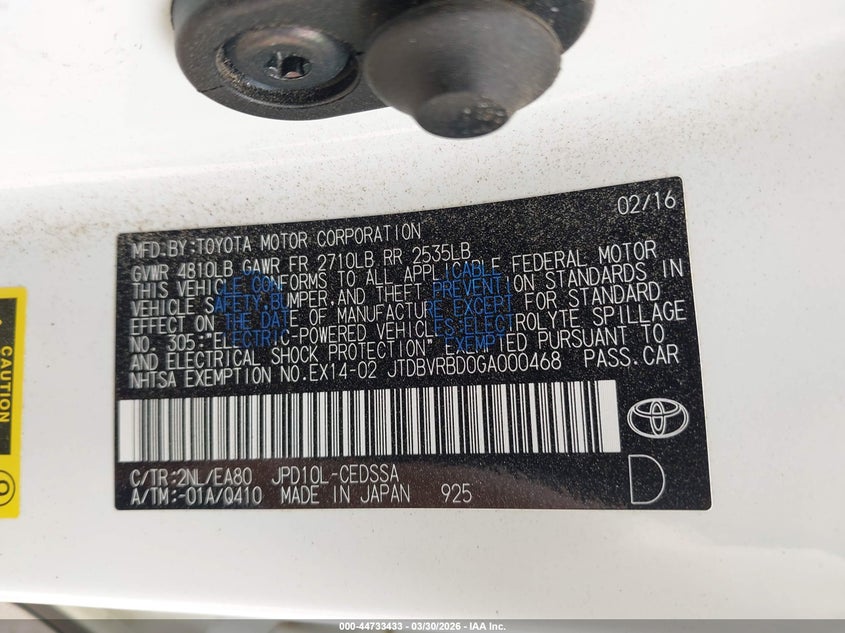 02/16
MFD.BY:TOYOTA MOTOR CORPORATION
GVWR 4810LB GAWR FR 2710LB RR 2535LB
THIS VEHICLE CONFORMS TO ALL APPLICABLE FEDERAL MOTOR
VEHICLE SAFETY,BUMPER,AND THEFT PREVENTION STANDARDS IN
EFFECT ON THE DATE OF MANUFACTURE EXCEPT FOR STANDARD
NO. 305:"ELECTRIC-POWERED VEHICLES:ELECTROLYTE SPILLAGE
AND ELECTRICAL SHOCK PROTECTION" EXEMPTED PURSUANT TO
NHTSA EXEMPTION NO.EX14-02 JTDBVRBD0GA000468 PASS.CAR
C/TR:2NL/EA80 JPD10L-CEDSSA
A/TM:-01A/Q410 MADE IN JAPAN 925
D
CAUTION
000-44733433 — 03/30/2026 — IAA Inc.